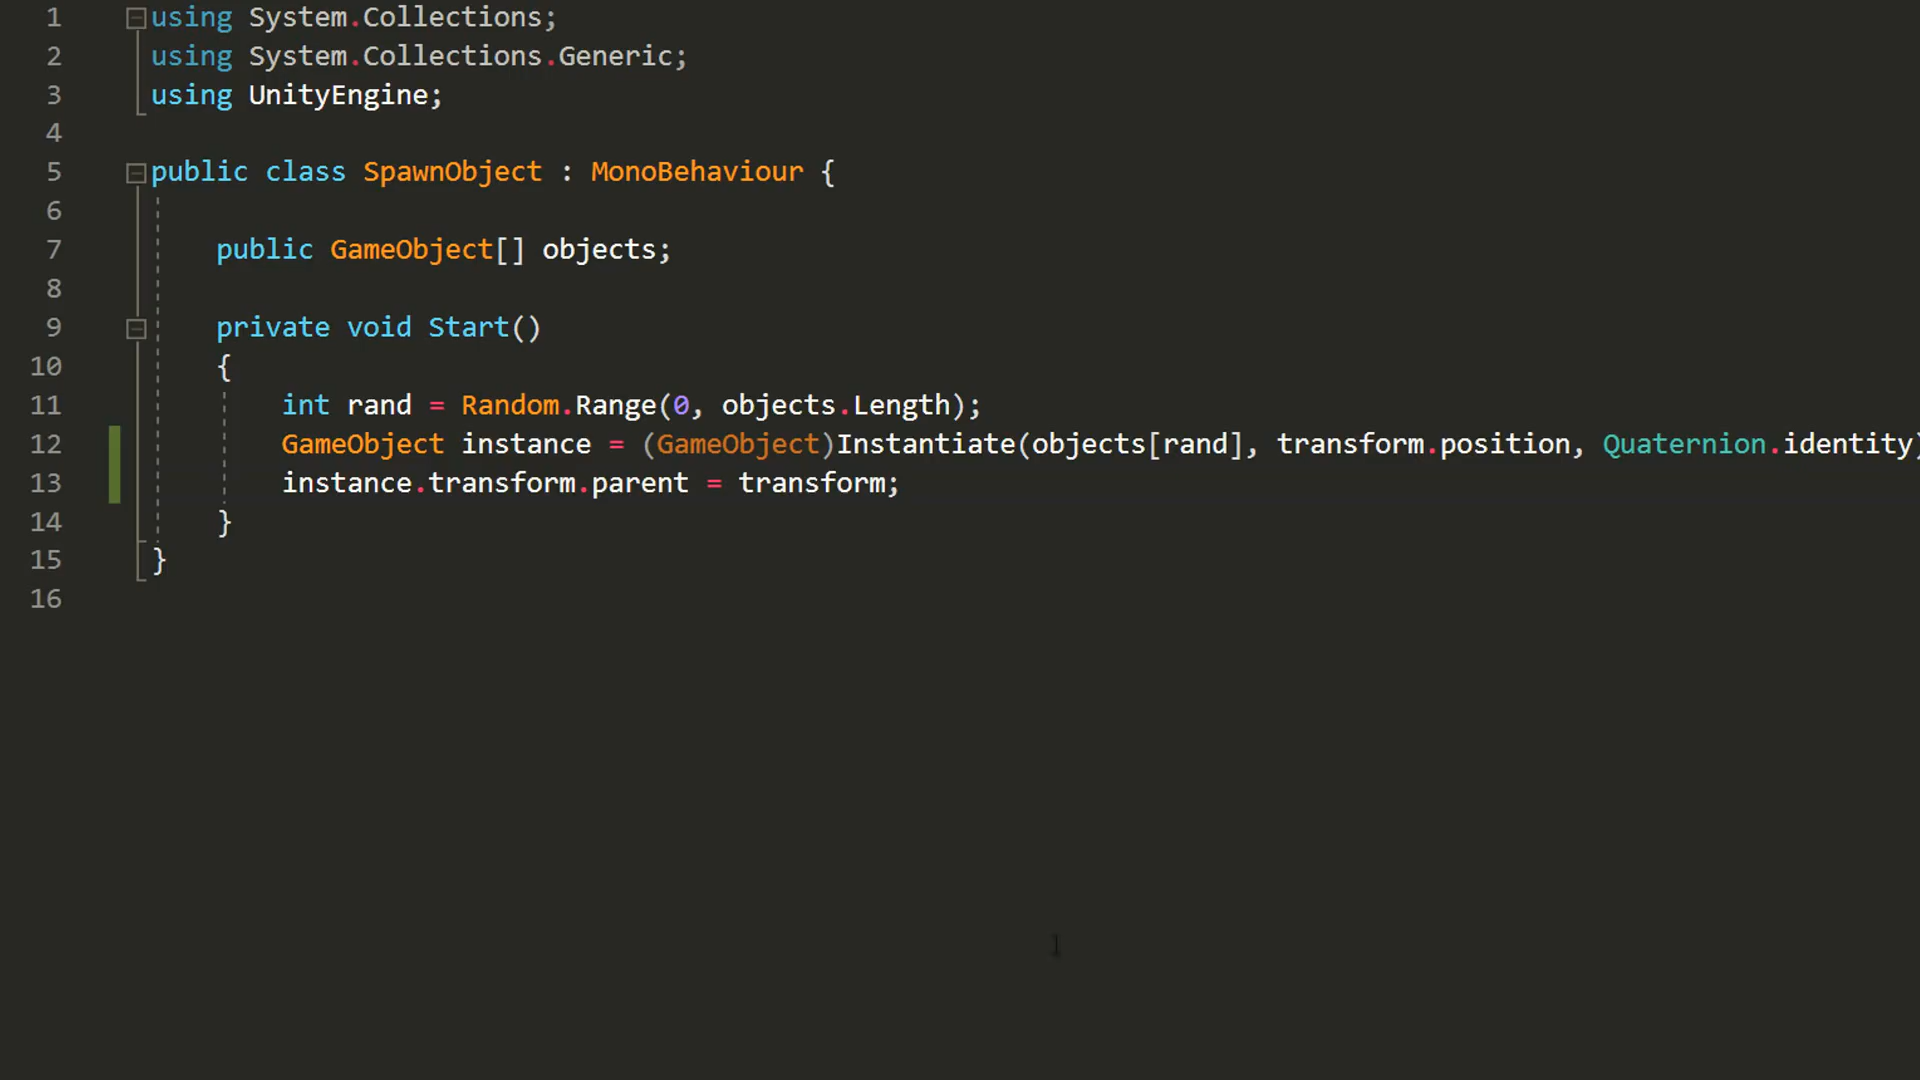 1 using System.Collections;
2 using System.Collections.Generic;
3 using UnityEngine;
4
5 public class SpawnObject : MonoBehaviour {
6
7 public GameObject[] objects;
8
9 private void Start()
10 {
11 int rand = Random.Range(0, objects.Length);
12 GameObject instance = (GameObject)Instantiate(objects[rand], transform.position, Quaternion.identity)
13 instance.transform.parent = transform;
14 }
15 }
16